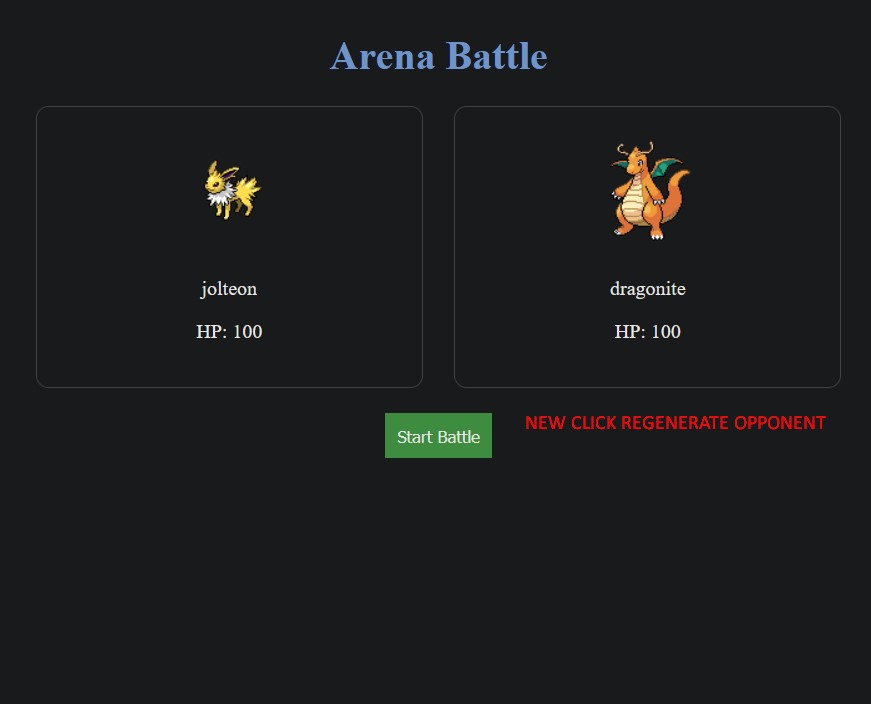 Arena Battle
jolteon
HP: 100
dragonite
HP: 100
Start Battle
NEW CLICK REGENERATE OPPONENT